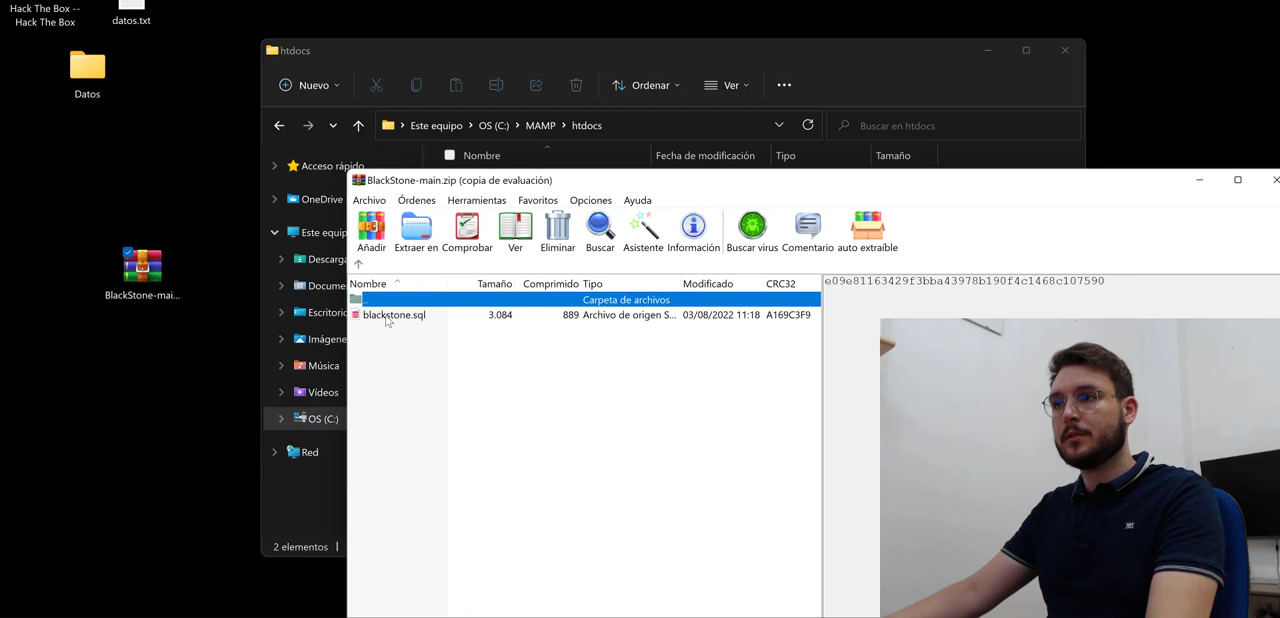 Hack The Box --
Hack The Box
datos.txt
Datos
BlackStone-mai...
htdocs
Nuevo
Ordenar
Ver
Este equipo > OS (C:) > MAMP > htdocs
Buscar en htdocs
Nombre
Fecha de modificación
Tipo
Tamaño
Acceso rápido
OneDrive
Este equip
Descarga
Docume
Escritorio
Imágene
Música
Vídeos
OS (C:)
Red
2 elementos
BlackStone-main.zip (copia de evaluación)
Archivo Órdenes Herramientas Favoritos Opciones Ayuda
Añadir Extraer en Comprobar Ver Eliminar Buscar Asistente Información Buscar virus Comentario auto extraíble
Nombre Tamaño Comprimido Tipo Modificado CRC32
.. Carpeta de archivos
blackstone.sql 3.084 889 Archivo de origen S... 03/08/2022 11:18 A169C3F9
e09e81163429f3bba43978b190f4c1468c107590